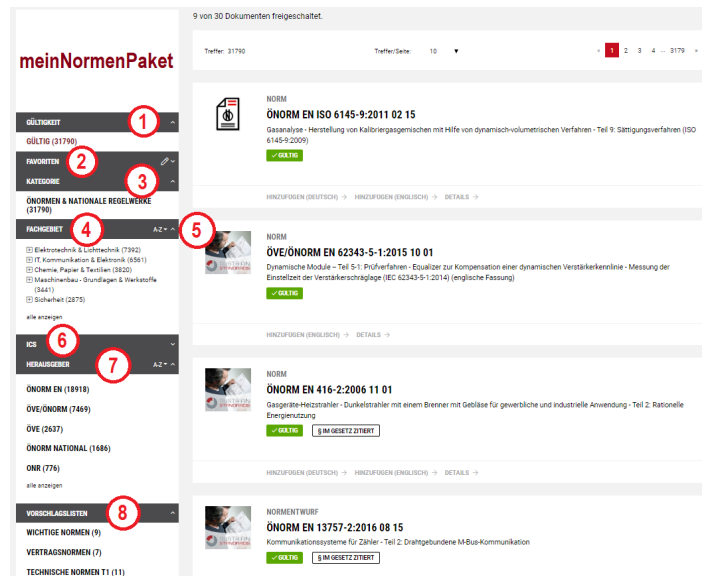 9 von 30 Dokumenten freigeschaltet.
meinNormenPaket
GÜLTIGKEIT
1
GÜLTIG (31790)
FAVORITEN
2
KATEGORIE
3
ÖNORMEN & NATIONALE REGELWERKE
(31790)
FACHGEBIET
4
A-Z
5
Elektrotechnik & Lichttechnik (7392)
IT, Kommunikation & Elektronik (6561)
Chemie, Papier & Textilien (3820)
Maschinenbau - Grundlagen & Werkstoffe
(3441)
Sicherheit (2875)
alle anzeigen
ICS
6
HERAUSGEBER
7
A-Z
ÖNORM EN (18918)
ÖVE/ÖNORM (7469)
ÖVE (2637)
ÖNORM NATIONAL (1686)
ONR (776)
alle anzeigen
VORSCHLAGSLISTEN
8
WICHTIGE NORMEN (9)
VERTRAGSNORMEN (7)
TECHNISCHE NORMEN T1 (11)
Treffer: 31790 Treffer/Seite: 10 ▼ « 1 2 3 4 ... 3179 »
NORM
ÖNORM EN ISO 6145-9:2011 02 15
Gasanalyse - Herstellung von Kalibriergasgemischen mit Hilfe von dynamisch-volumetrischen Verfahren - Teil 9: Sättigungsverfahren (ISO
6145-9:2009)
✓ GÜLTIG
HINZUFÜGEN (DEUTSCH) → HINZUFÜGEN (ENGLISCH) → DETAILS →
NORM
ÖVE/ÖNORM EN 62343-5-1:2015 10 01
Dynamische Module – Teil 5-1: Prüfverfahren - Equalizer zur Kompensation einer dynamischen Verstärkerkennlinie - Messung der
Einstellzeit der Verstärkerschräglage (IEC 62343-5-1:2014) (englische Fassung)
✓ GÜLTIG
HINZUFÜGEN (ENGLISCH) → DETAILS →
NORM
ÖNORM EN 416-2:2006 11 01
Gasgeräte-Heizstrahler - Dunkelstrahler mit einem Brenner mit Gebläse für gewerbliche und industrielle Anwendung - Teil 2: Rationelle
Energienutzung
✓ GÜLTIG § IM GESETZ ZITIERT
HINZUFÜGEN (DEUTSCH) → HINZUFÜGEN (ENGLISCH) → DETAILS →
NORMENTWURF
ÖNORM EN 13757-2:2016 08 15
Kommunikationssysteme für Zähler - Teil 2: Drahtgebundene M-Bus-Kommunikation
✓ GÜLTIG § IM GESETZ ZITIERT